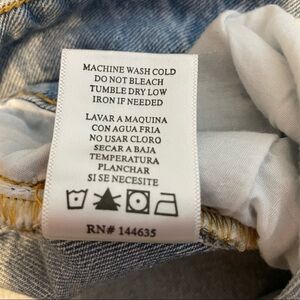 MACHINE WASH COLD
DO NOT BLEACH
TUMBLE DRY LOW
IRON IF NEEDED
LAVAR A MAQUINA
CON AGUA FRIA
NO USAR CLORO
SECAR A BAJA
TEMPERATURA
PLANCHAR
SI SE NECESITE
RN# 144635